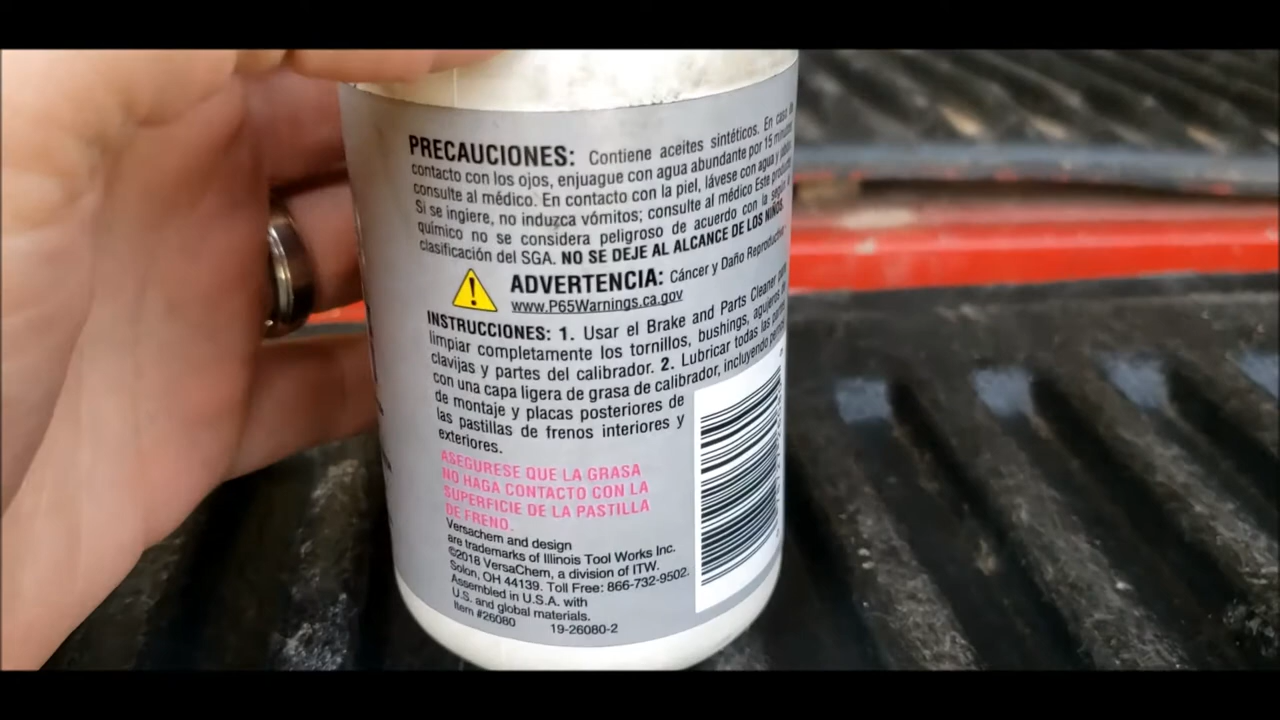 PRECAUCIONES: Contiene aceites sintéticos. En caso de
contacto con los ojos, enjuague con agua abundante por 15 minutos
consulte al médico. En contacto con la piel, lávese con agua y
Si se ingiere, no induzca vómitos; consulte al médico Este producto
químico no se considera peligroso de acuerdo con la según
clasificación del SGA. NO SE DEJE AL ALCANCE DE LOS NIÑOS.
ADVERTENCIA: Cáncer y Daño Reproductivo
www.P65Warnings.ca.gov
INSTRUCCIONES: 1. Usar el Brake and Parts Cleaner para
limpiar completamente los tornillos, bushings, agujeros de
clavijas y partes del calibrador. 2. Lubricar todas las partes
con una capa ligera de grasa de calibrador, incluyendo
de montaje y placas posteriores de
las pastillas de frenos interiores y
exteriores.
ASEGURESE QUE LA GRASA
NO HAGA CONTACTO CON LA
SUPERFICIE DE LA PASTILLA
DE FRENO.
Versachem and design
are trademarks of Illinois Tool Works Inc.
©2018 VersaChem, a division of ITW.
Solon, OH 44139. Toll Free: 866-732-9502.
Assembled in U.S.A. with
U.S. and global materials.
Item #26080 19-26080-2